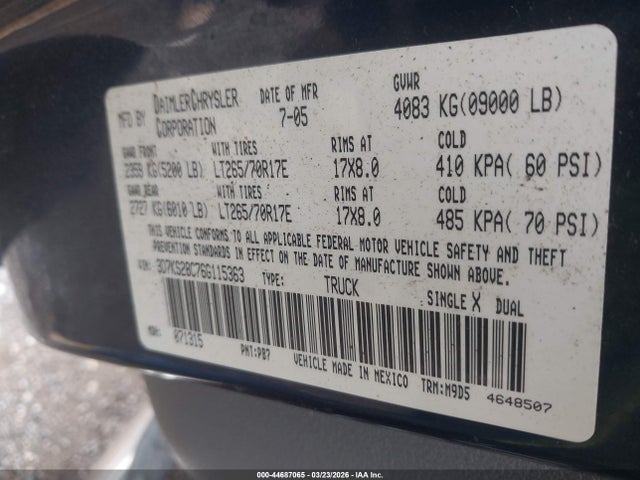 MFD BY DAIMLERCHRYSLER CORPORATION DATE OF MFR 7-05 GVWR 4083 KG(09000 LB)
GAWR FRONT WITH TIRES RIMS AT COLD
2359 KG(5200 LB) LT265/70R17E 17X8.0 410 KPA( 60 PSI)
GAWR REAR WITH TIRES RIMS AT COLD
2727 KG(6010 LB) LT265/70R17E 17X8.0 485 KPA( 70 PSI)
THIS VEHICLE CONFORMS TO ALL APPLICABLE FEDERAL MOTOR VEHICLE SAFETY AND THEFT
PREVENTION STANDARDS IN EFFECT ON THE DATE OF MANUFACTURE SHOWN ABOVE.
VIN: 3D7KS28C76G115363 TYPE: TRUCK SINGLE X DUAL
MDH: 071315 PNT:PB7 VEHICLE MADE IN MEXICO TRM:M9D5 4648507
000-44687065 - 03/23/2026 - IAA Inc.